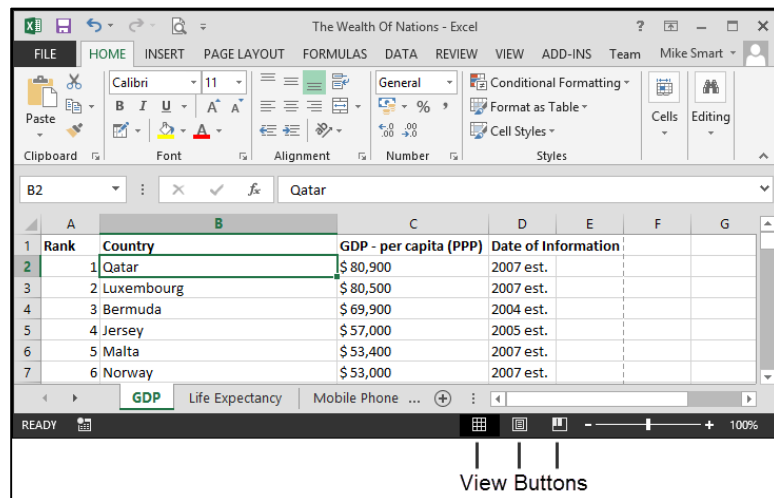 The Wealth Of Nations - Excel
FILE HOME INSERT PAGE LAYOUT FORMULAS DATA REVIEW VIEW ADD-INS Team Mike Smart
Calibri 11 General Conditional Formatting
Paste B I U A A % , Format as Table Cells Editing
A .0 .00 .00 .0 Cell Styles
Clipboard Font Alignment Number Styles
B2 fx Qatar
A B C D E F G
1 Rank Country GDP - per capita (PPP) Date of Information
2 1 Qatar $ 80,900 2007 est.
3 2 Luxembourg $ 80,500 2007 est.
4 3 Bermuda $ 69,900 2004 est.
5 4 Jersey $ 57,000 2005 est.
6 5 Malta $ 53,400 2007 est.
7 6 Norway $ 53,000 2007 est.
GDP Life Expectancy Mobile Phone ...
READY 100%
View Buttons